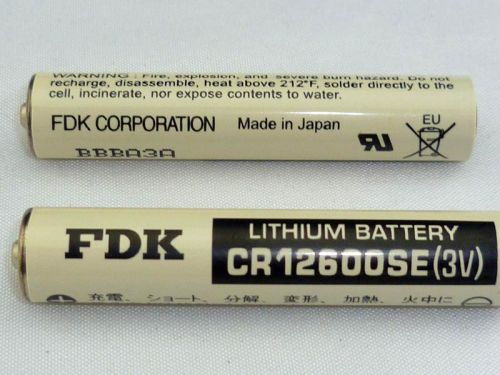 WARNING: Fire, explosion, and severe burn hazard. Do not
recharge, disassemble, heat above 212°F, solder directly to the
cell, incinerate, nor expose contents to water.
FDK CORPORATION Made in Japan
EU
BBBA3A
FDK
LITHIUM BATTERY
CR12600SE(3V)
充電、ショート、分解、変形、加熱、火中に